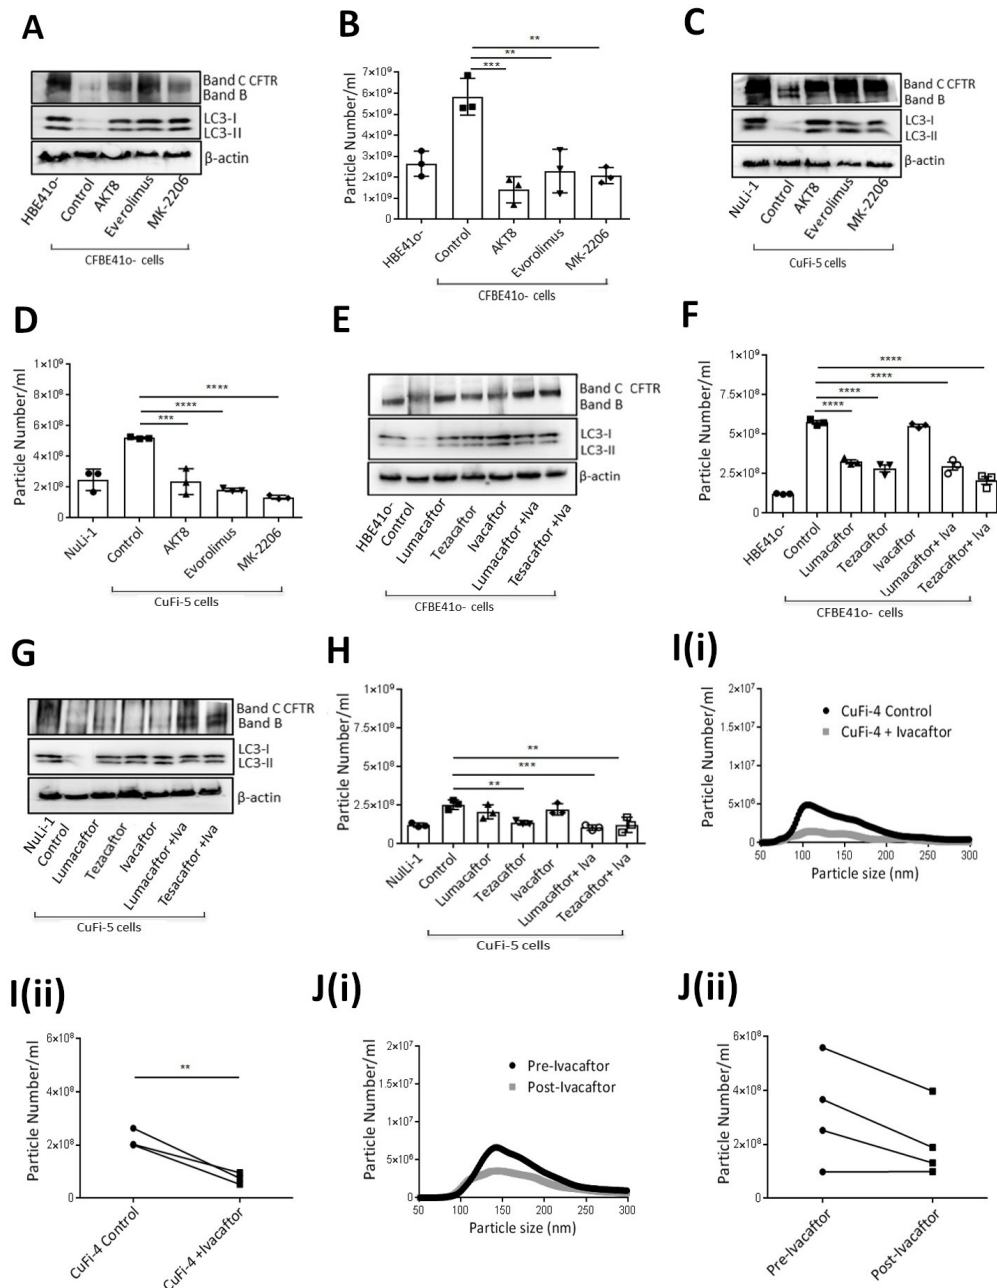 A
Band C CFTR
Band B
LC3-I
LC3-II
β-actin
HBE41o-
Control
AKT8
Everolimus
MK-2206
CFBE41o- cells
B
Particle Number/ml
7×10⁹
6×10⁹
5×10⁹
4×10⁹
3×10⁹
2×10⁹
1×10⁹
0
**
**
***
HBE41o-
Control
AKT8
Evorolimus
MK-2206
CFBE41o- cells
C
Band C CFTR
Band B
LC3-I
LC3-II
β-actin
NuLi-1
Control
AKT8
Everolimus
MK-2206
CuFi-5 cells
D
Particle Number/ml
1×10⁹
8×10⁸
6×10⁸
4×10⁸
2×10⁸
0
****
****
***
NuLi-1
Control
AKT8
Evorolimus
MK-2206
CuFi-5 cells
E
Band C CFTR
Band B
LC3-I
LC3-II
β-actin
HBE41o-
Control
Lumacaftor
Tezacaftor
Ivacaftor
Lumacaftor +Iva
Tesacaftor +Iva
CFBE41o- cells
F
Particle Number/ml
1×10⁹
7.5×10⁸
5×10⁸
2.5×10⁸
0
****
****
****
****
HBE41o-
Control
Lumacaftor
Tezacaftor
Ivacaftor
Lumacaftor+ Iva
Tezacaftor+ Iva
CFBE41o- cells
G
Band C CFTR
Band B
LC3-I
LC3-II
β-actin
NuLi-1
Control
Lumacaftor
Tezacaftor
Ivacaftor
Lumacaftor +Iva
Tesacaftor +Iva
CuFi-5 cells
H
Particle Number/ml
1×10⁹
7.5×10⁸
5×10⁸
2.5×10⁸
0
**
***
**
NulLi-1
Control
Lumacaftor
Tezacaftor
Ivacaftor
Lumacaftor+ Iva
Tezacaftor+ Iva
CuFi-5 cells
I(i)
Particle Number/ml
2×10⁷
1×10⁷
1×10⁷
5×10⁶
0
CuFi-4 Control
CuFi-4 + Ivacaftor
50 100 150 200 250 300
Particle size (nm)
I(ii)
Particle Number/ml
6×10⁸
4×10⁸
2×10⁸
0
**
CuFi-4 Control
CuFi-4 +Ivacaftor
J(i)
Particle Number/ml
2×10⁷
1.5×10⁷
1×10⁷
5×10⁶
0
Pre-Ivacaftor
Post-Ivacaftor
50 100 150 200 250 300
Particle size (nm)
J(ii)
Particle Number/ml
6×10⁸
4×10⁸
2×10⁸
0
Pre-Ivacaftor
Post-Ivacaftor